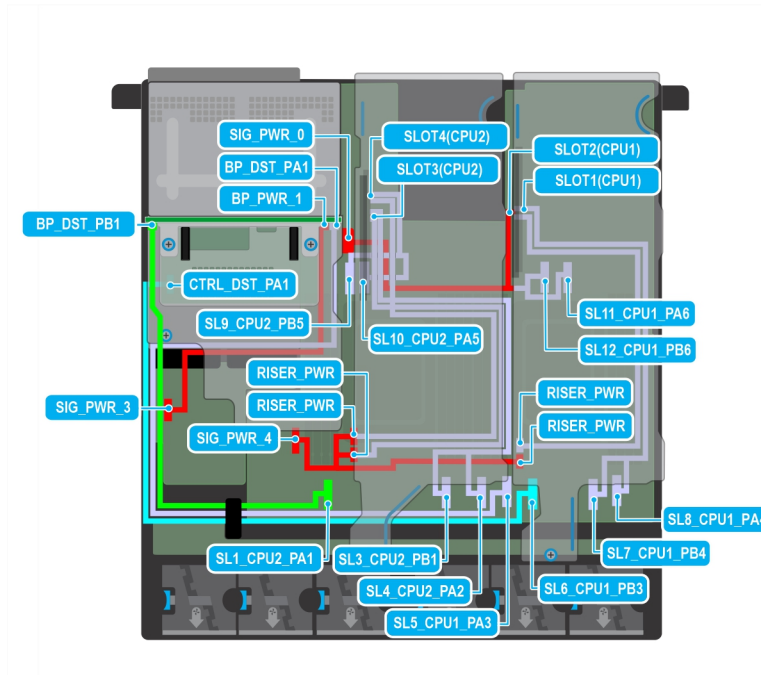 SIG_PWR_0
SLOT4(CPU2)
SLOT2(CPU1)
BP_DST_PA1
SLOT3(CPU2)
SLOT1(CPU1)
BP_PWR_1
BP_DST_PB1
CTRL_DST_PA1
SL9_CPU2_PB5
SL11_CPU1_PA6
SL10_CPU2_PA5
SL12_CPU1_PB6
RISER_PWR
RISER_PWR
RISER_PWR
SIG_PWR_3
SIG_PWR_4
RISER_PWR
SL8_CPU1_PA4
SL1_CPU2_PA1
SL3_CPU2_PB1
SL7_CPU1_PB4
SL4_CPU2_PA2
SL6_CPU1_PB3
SL5_CPU1_PA3